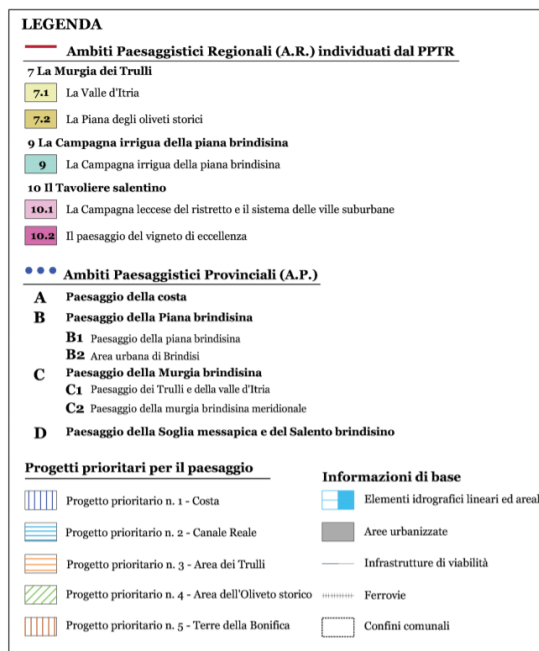 LEGENDA
Ambiti Paesaggistici Regionali (A.R.) individuati dal PPTR
7 La Murgia dei Trulli
7.1 La Valle d'Itria
7.2 La Piana degli oliveti storici
9 La Campagna irrigua della piana brindisina
9 La Campagna irrigua della piana brindisina
10 Il Tavoliere salentino
10.1 La Campagna leccese del ristretto e il sistema delle ville suburbane
10.2 Il paesaggio del vigneto di eccellenza
Ambiti Paesaggistici Provinciali (A.P.)
A Paesaggio della costa
B Paesaggio della Piana brindisina
B1 Paesaggio della piana brindisina
B2 Area urbana di Brindisi
C Paesaggio della Murgia brindisina
C1 Paesaggio dei Trulli e della valle d'Itria
C2 Paesaggio della murgia brindisina meridionale
D Paesaggio della Soglia messapica e del Salento brindisino
Progetti prioritari per il paesaggio
Progetto prioritario n. 1 - Costa
Progetto prioritario n. 2 - Canale Reale
Progetto prioritario n. 3 - Area dei Trulli
Progetto prioritario n. 4 - Area dell'Oliveto storico
Progetto prioritario n. 5 - Terre della Bonifica
Informazioni di base
Elementi idrografici lineari ed areal
Aree urbanizzate
Infrastrutture di viabilità
Ferrovie
Confini comunali